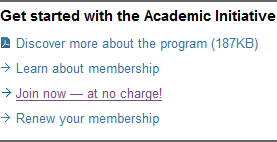 Get started with the Academic Initiative
Discover more about the program (187KB)
Learn about membership
Join now — at no charge!
Renew your membership